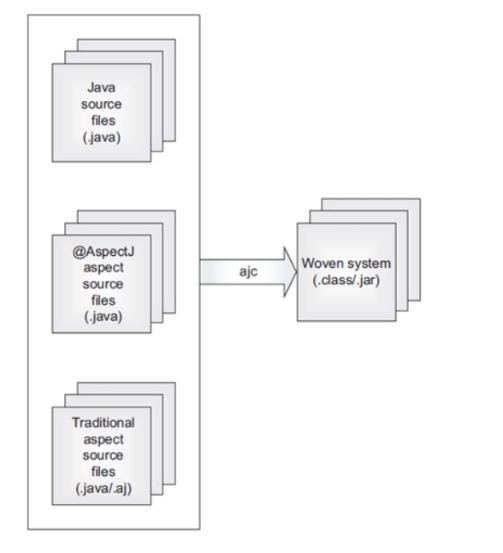 Java
source
files
(.java)
@AspectJ
aspect
source
files
(.java)
ajc
Woven system
(.class/.jar)
Traditional
aspect
source
files
(.java/.aj)